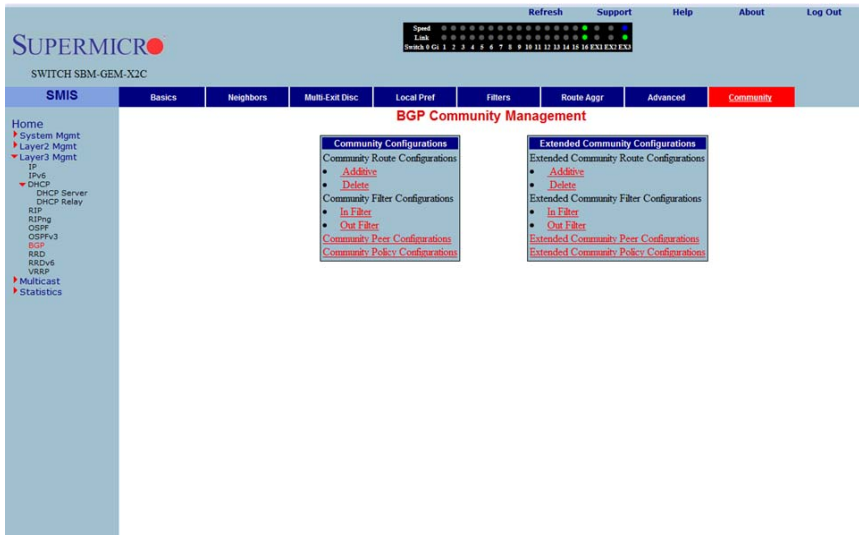 Refresh Support Help About Log Out
SUPERMICRO
Speed
Link
Switch 0 Gi 1 2 3 4 5 6 7 8 9 10 11 12 13 14 15 16 EX1 EX2 EX3
SWITCH SBM-GEM-X2C
SMIS Basics Neighbors Multi-Exit Disc Local Pref Filters Route Aggr Advanced Community
BGP Community Management
Home
System Mgmt
Layer2 Mgmt
Layer3 Mgmt
IP
IPv6
DHCP
DHCP Server
DHCP Relay
RIP
RIPng
OSPF
OSPFv3
BGP
RRD
RRDv6
VRRP
Multicast
Statistics
Community Configurations
Community Route Configurations
• Additive
• Delete
Community Filter Configurations
• In Filter
• Out Filter
Community Peer Configurations
Community Policy Configurations
Extended Community Configurations
Extended Community Route Configurations
• Additive
• Delete
Extended Community Filter Configurations
• In Filter
• Out Filter
Extended Community Peer Configurations
Extended Community Policy Configurations